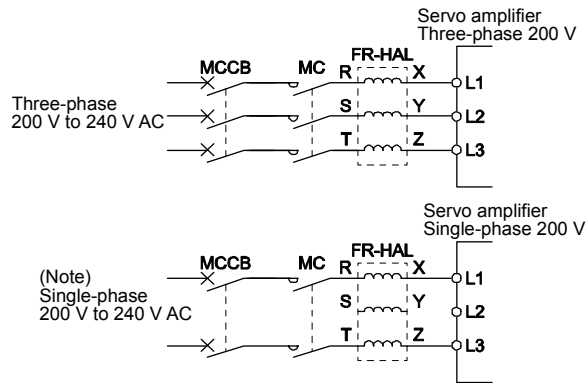 Servo amplifier
Three-phase 200 V
FR-HAL
MCCB MC R X L1
Three-phase
200 V to 240 V AC
S Y L2
T Z L3
Servo amplifier
Single-phase 200 V
FR-HAL
MCCB MC R X L1
(Note)
Single-phase
200 V to 240 V AC
S Y L2
T Z L3